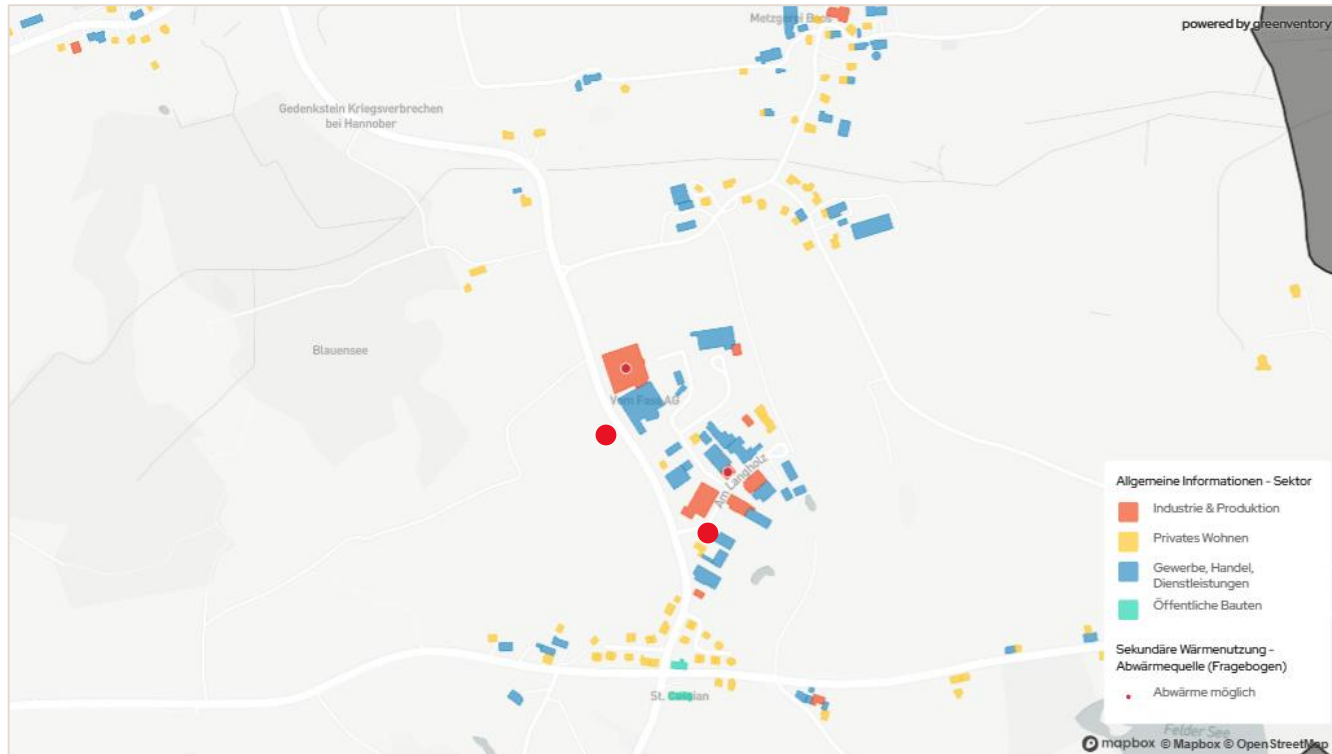 Metzgerei Boos
powered by greenventory
Gedenkstein Kriegsverbrechen
bei Hannober
Blauensee
Vom Fass AG
Am Langholz
St.
Felder See
Allgemeine Informationen - Sektor
Industrie & Produktion
Privates Wohnen
Gewerbe, Handel,
Dienstleistungen
Öffentliche Bauten
Sekundäre Wärmenutzung -
Abwärmequelle (Fragebogen)
Abwärme möglich
mapbox © Mapbox © OpenStreetMap